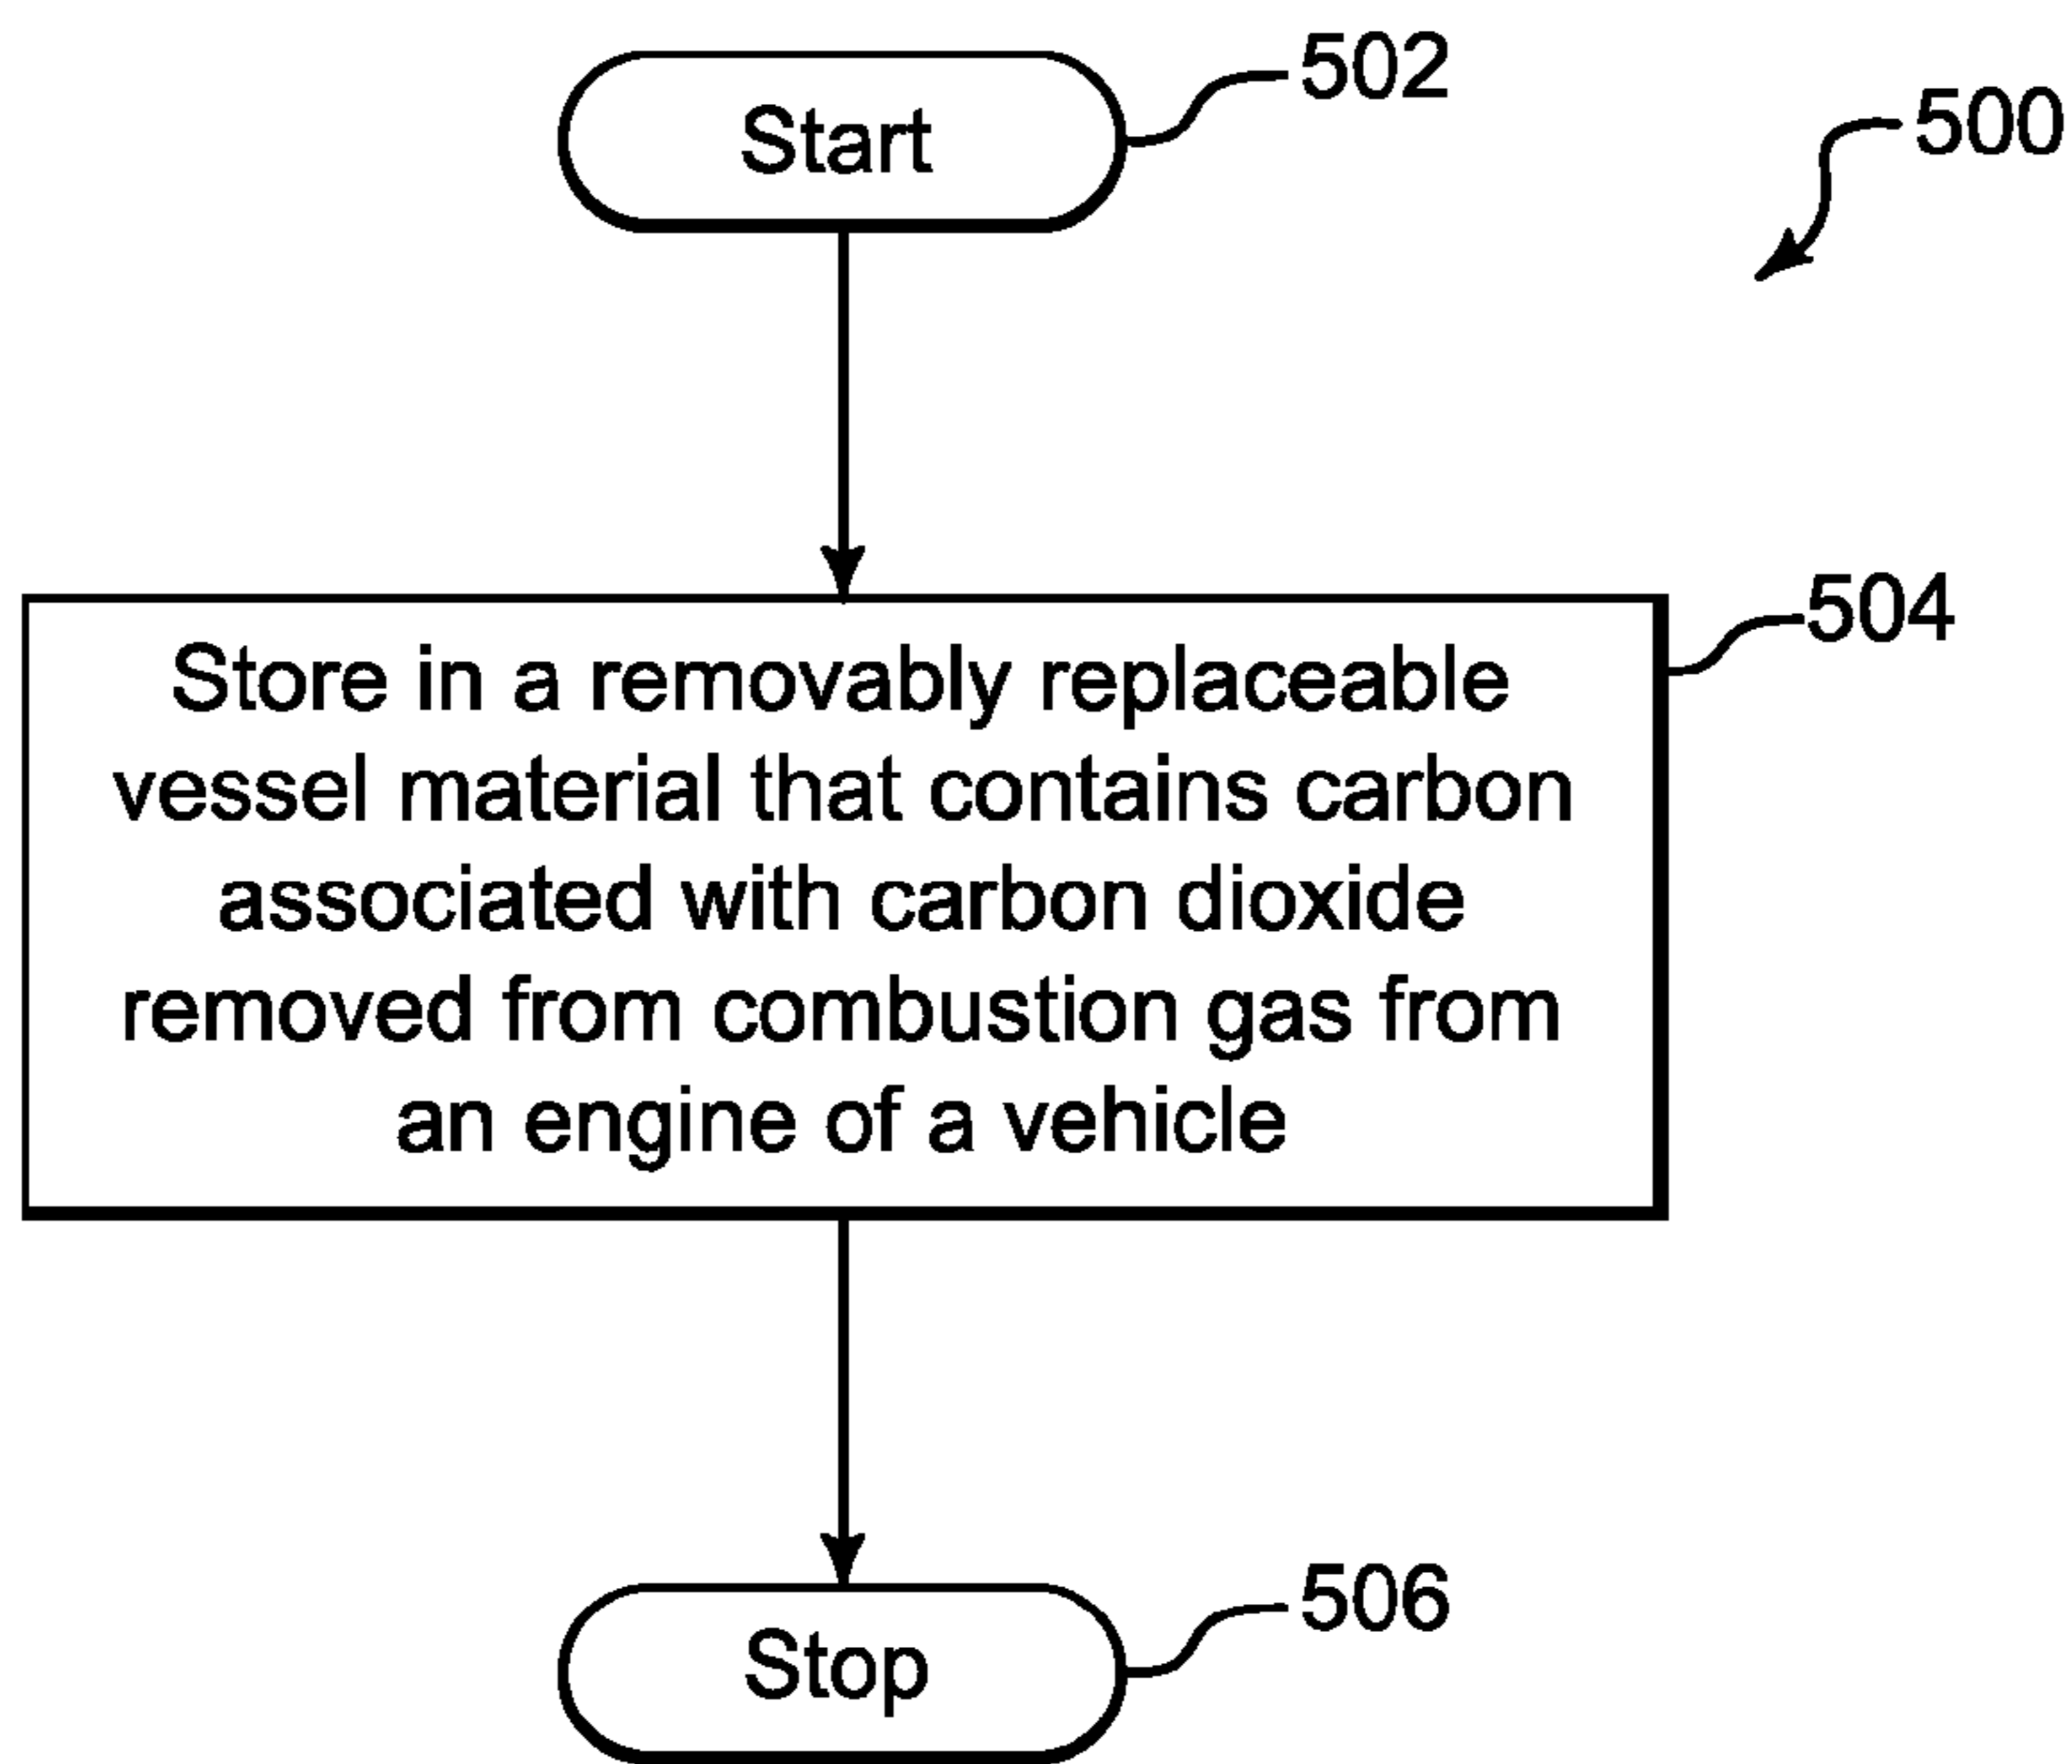 502
Start
500
504
Store in a removably replaceable
vessel material that contains carbon
associated with carbon dioxide
removed from combustion gas from
an engine of a vehicle
506
Stop